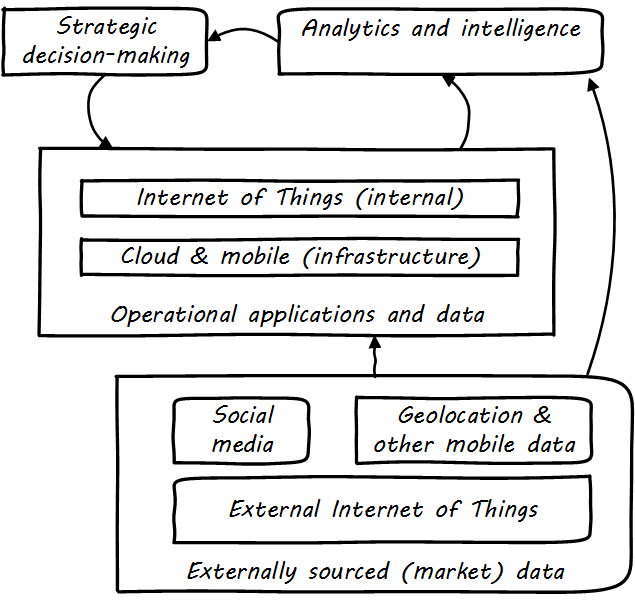 Strategic
decision-making
Analytics and intelligence
Internet of Things (internal)
Cloud & mobile (infrastructure)
Operational applications and data
Social
media
Geolocation &
other mobile data
External Internet of Things
Externally sourced (market) data